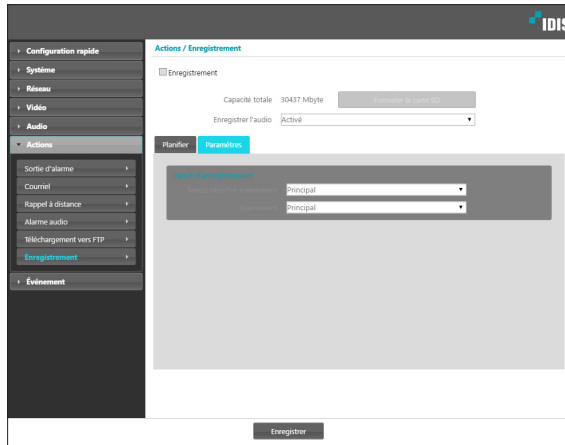 IDIS
Configuration rapide
Système
Réseau
Vidéo
Audio
Actions
Sortie d'alarme
Courriel
Rappel à distance
Alarme audio
Téléchargement vers FTP
Enregistrement
Événement
Actions / Enregistrement
Enregistrement
Capacité totale 30437 Mbyte Formater la carte SD
Enregistrer l'audio Activé
Planifier Paramètres
Principal
Principal
Enregistrer